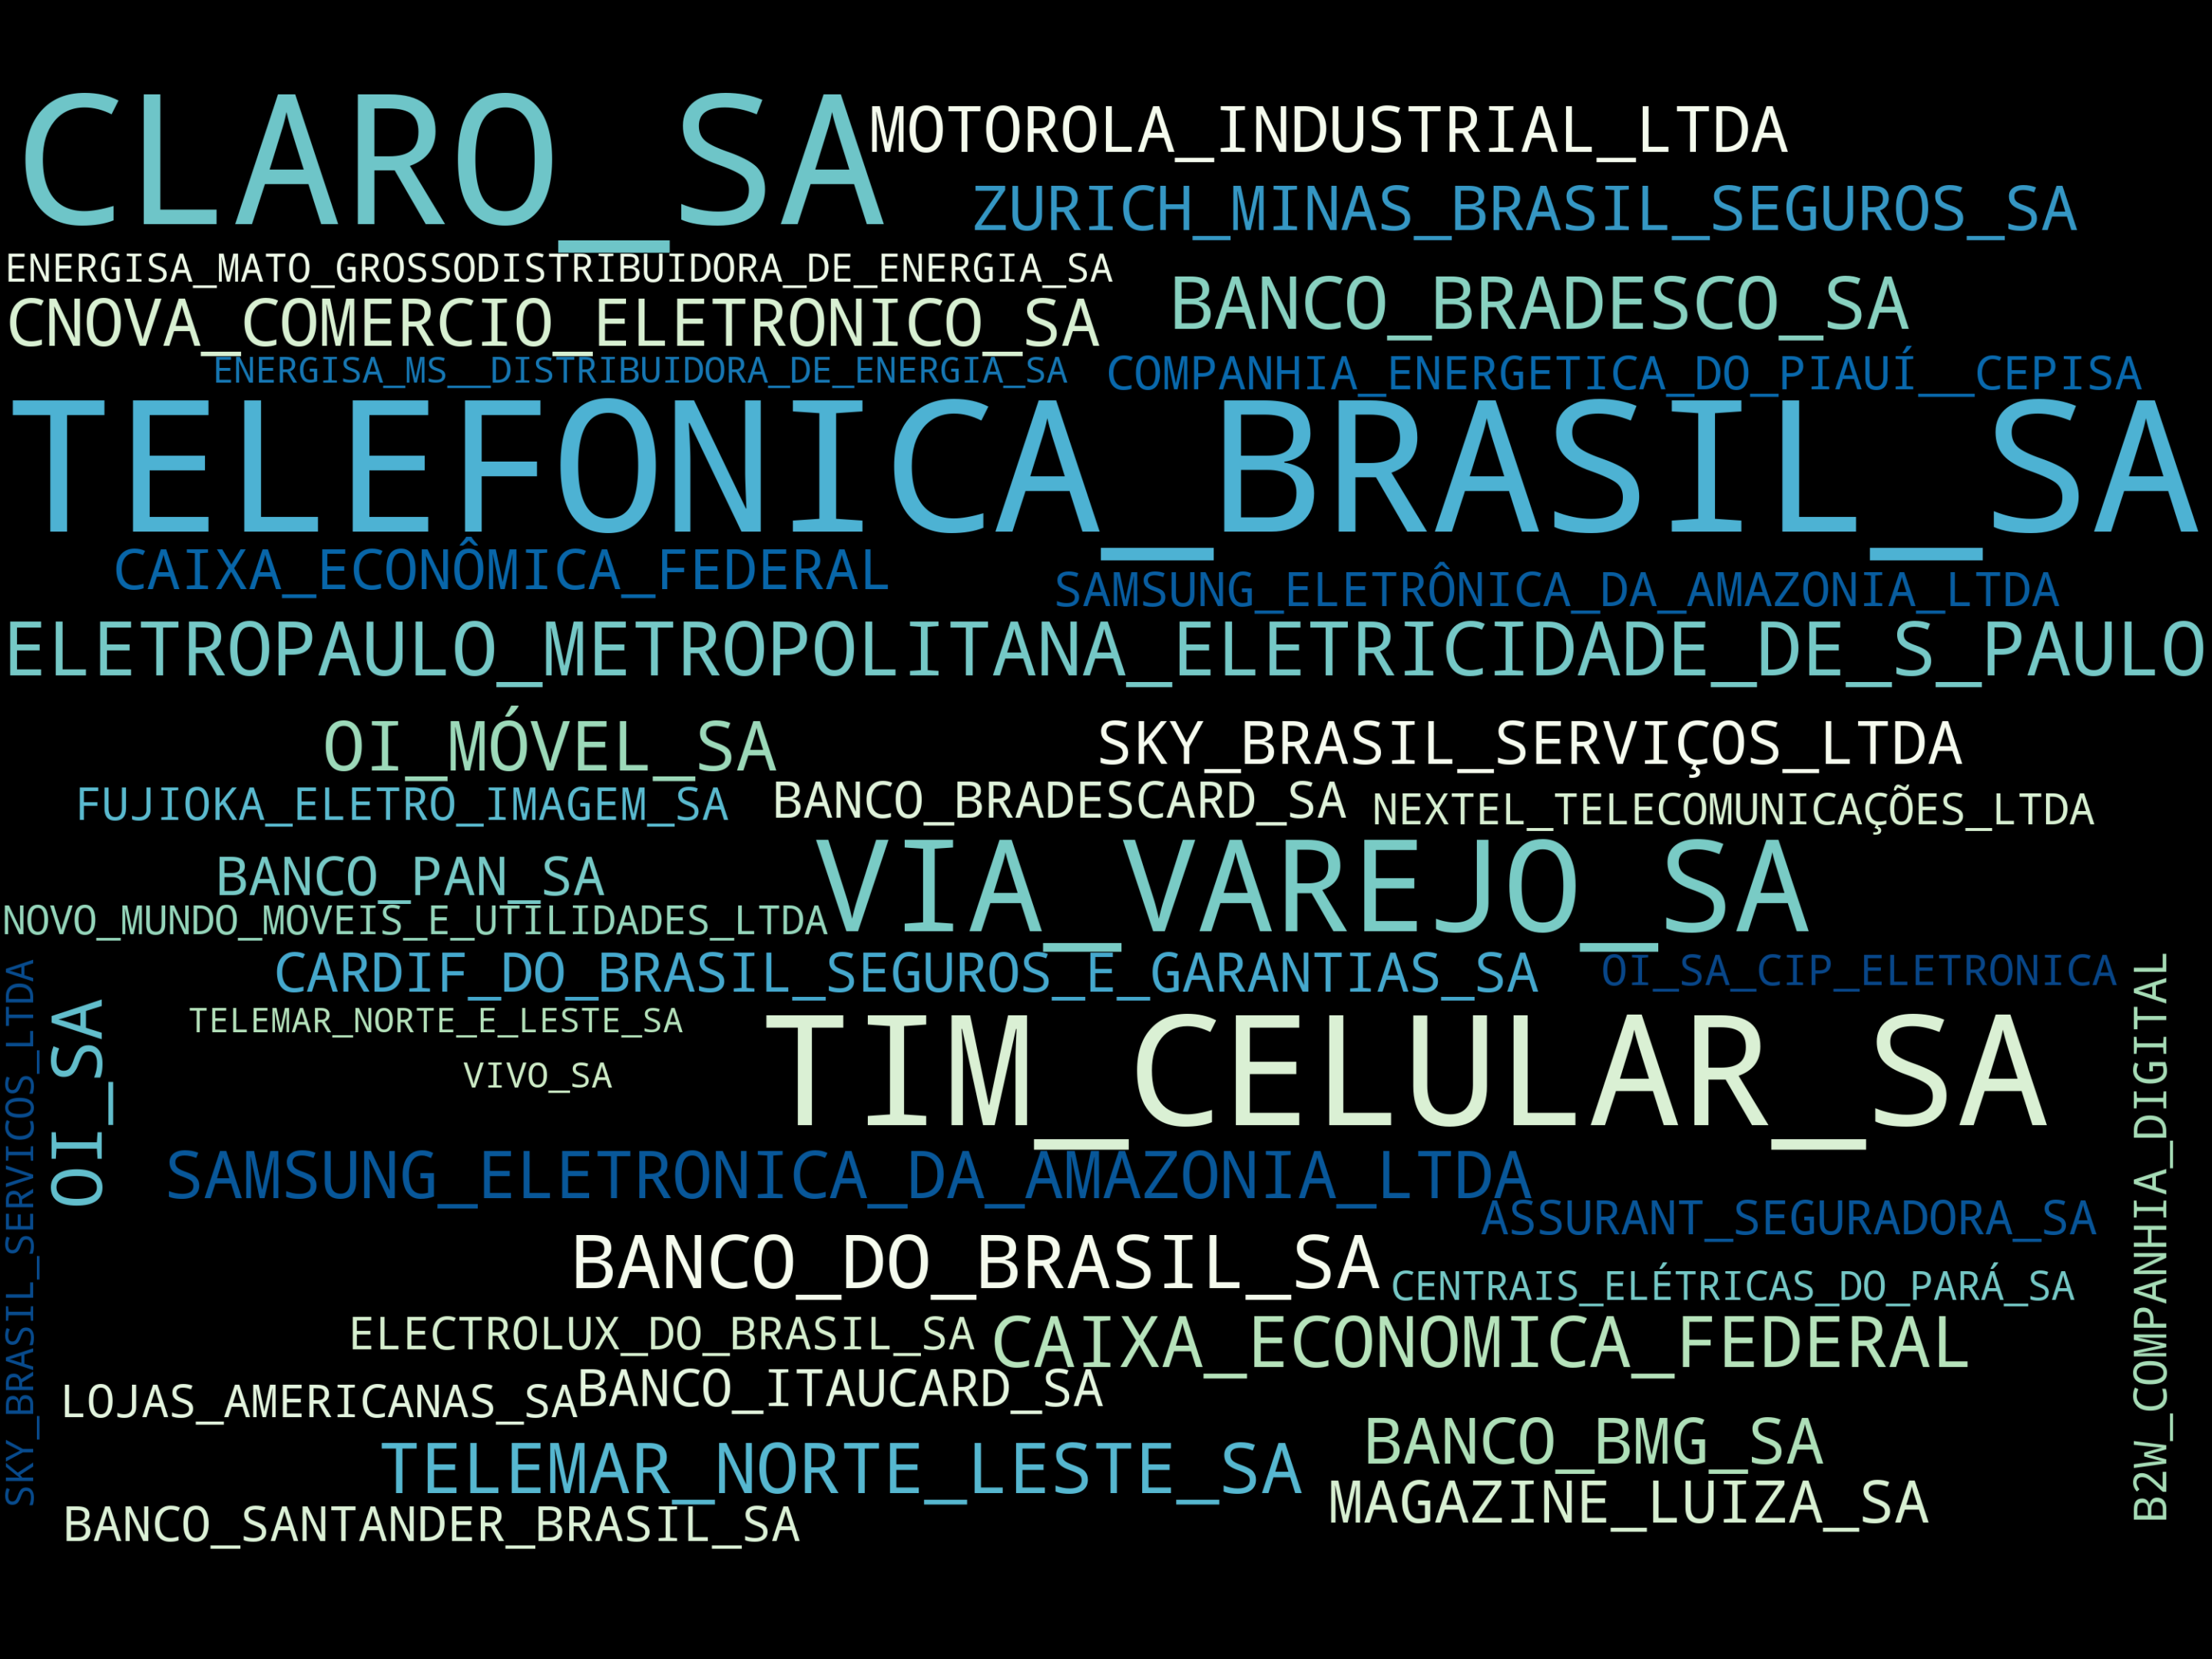 CLARO_SA
MOTOROLA_INDUSTRIAL_LTDA
ZURICH_MINAS_BRASIL_SEGUROS_SA
ENERGISA_MATO_GROSSODISTRIBUIDORA_DE_ENERGIA_SA
BANCO_BRADESCO_SA
CNOVA_COMERCIO_ELETRONICO_SA
ENERGISA_MS__DISTRIBUIDORA_DE_ENERGIA_SA
COMPANHIA_ENERGETICA_DO_PIAUÍ__CEPISA
TELEFONICA_BRASIL_SA
CAIXA_ECONÔMICA_FEDERAL
SAMSUNG_ELETRÔNICA_DA_AMAZONIA_LTDA
ELETROPAULO_METROPOLITANA_ELETRICIDADE_DE_S_PAULO
OI_MÓVEL_SA
SKY_BRASIL_SERVIÇOS_LTDA
FUJIOKA_ELETRO_IMAGEM_SA
BANCO_BRADESCARD_SA
NEXTEL_TELECOMUNICAÇÕES_LTDA
BANCO_PAN_SA
VIA_VAREJO_SA
NOVO_MUNDO_MOVEIS_E_UTILIDADES_LTDA
CARDIF_DO_BRASIL_SEGUROS_E_GARANTIAS_SA
OI_SA_CIP_ELETRONICA
SKY_BRASIL_SERVICOS_LTDA
OI_SA
TELEMAR_NORTE_E_LESTE_SA
TIM_CELULAR_SA
B2W_COMPANHIA_DIGITAL
VIVO_SA
SAMSUNG_ELETRONICA_DA_AMAZONIA_LTDA
ASSURANT_SEGURADORA_SA
BANCO_DO_BRASIL_SA
CENTRAIS_ELÉTRICAS_DO_PARÁ_SA
ELECTROLUX_DO_BRASIL_SA
CAIXA_ECONOMICA_FEDERAL
LOJAS_AMERICANAS_SA
BANCO_ITAUCARD_SA
BANCO_BMG_SA
TELEMAR_NORTE_LESTE_SA
MAGAZINE_LUIZA_SA
BANCO_SANTANDER_BRASIL_SA